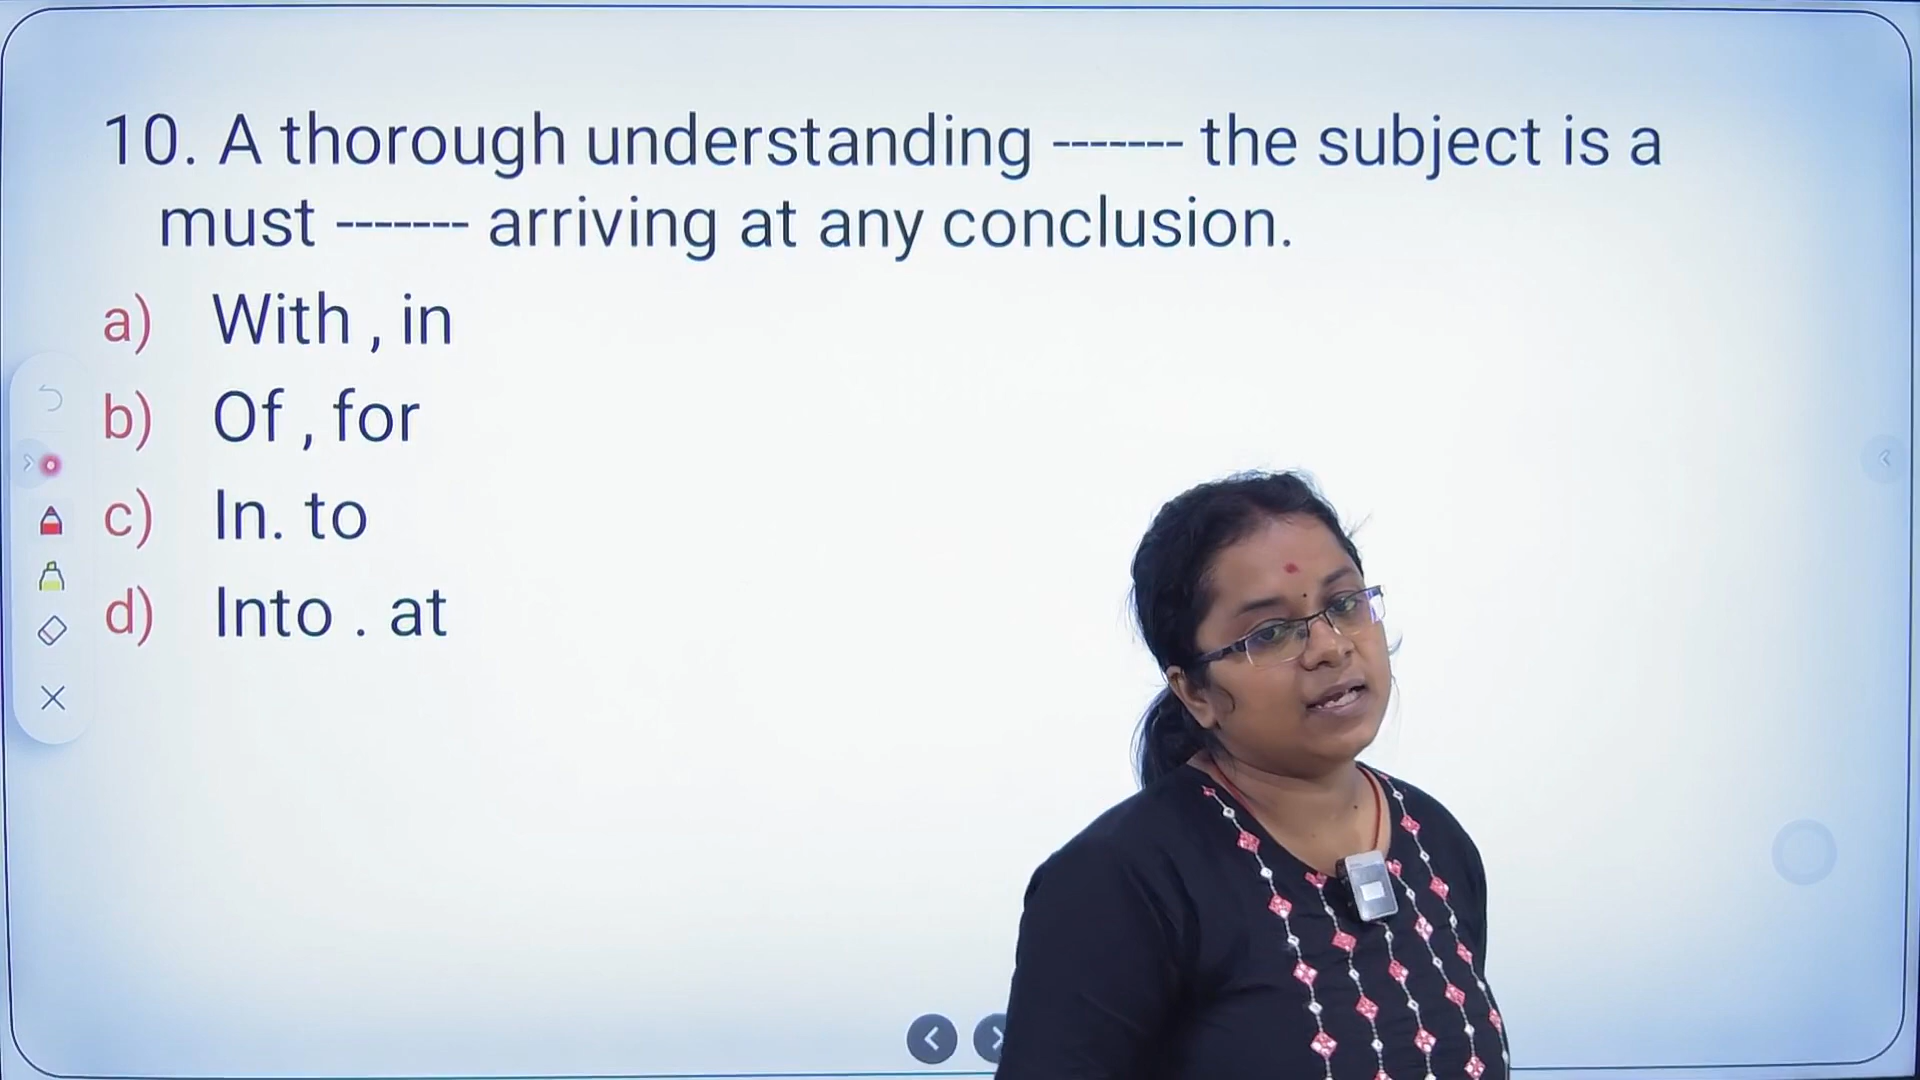 10. A thorough understanding ------- the subject is a
must ------- arriving at any conclusion.
a) With , in
b) Of , for
c) In. to
d) Into . at